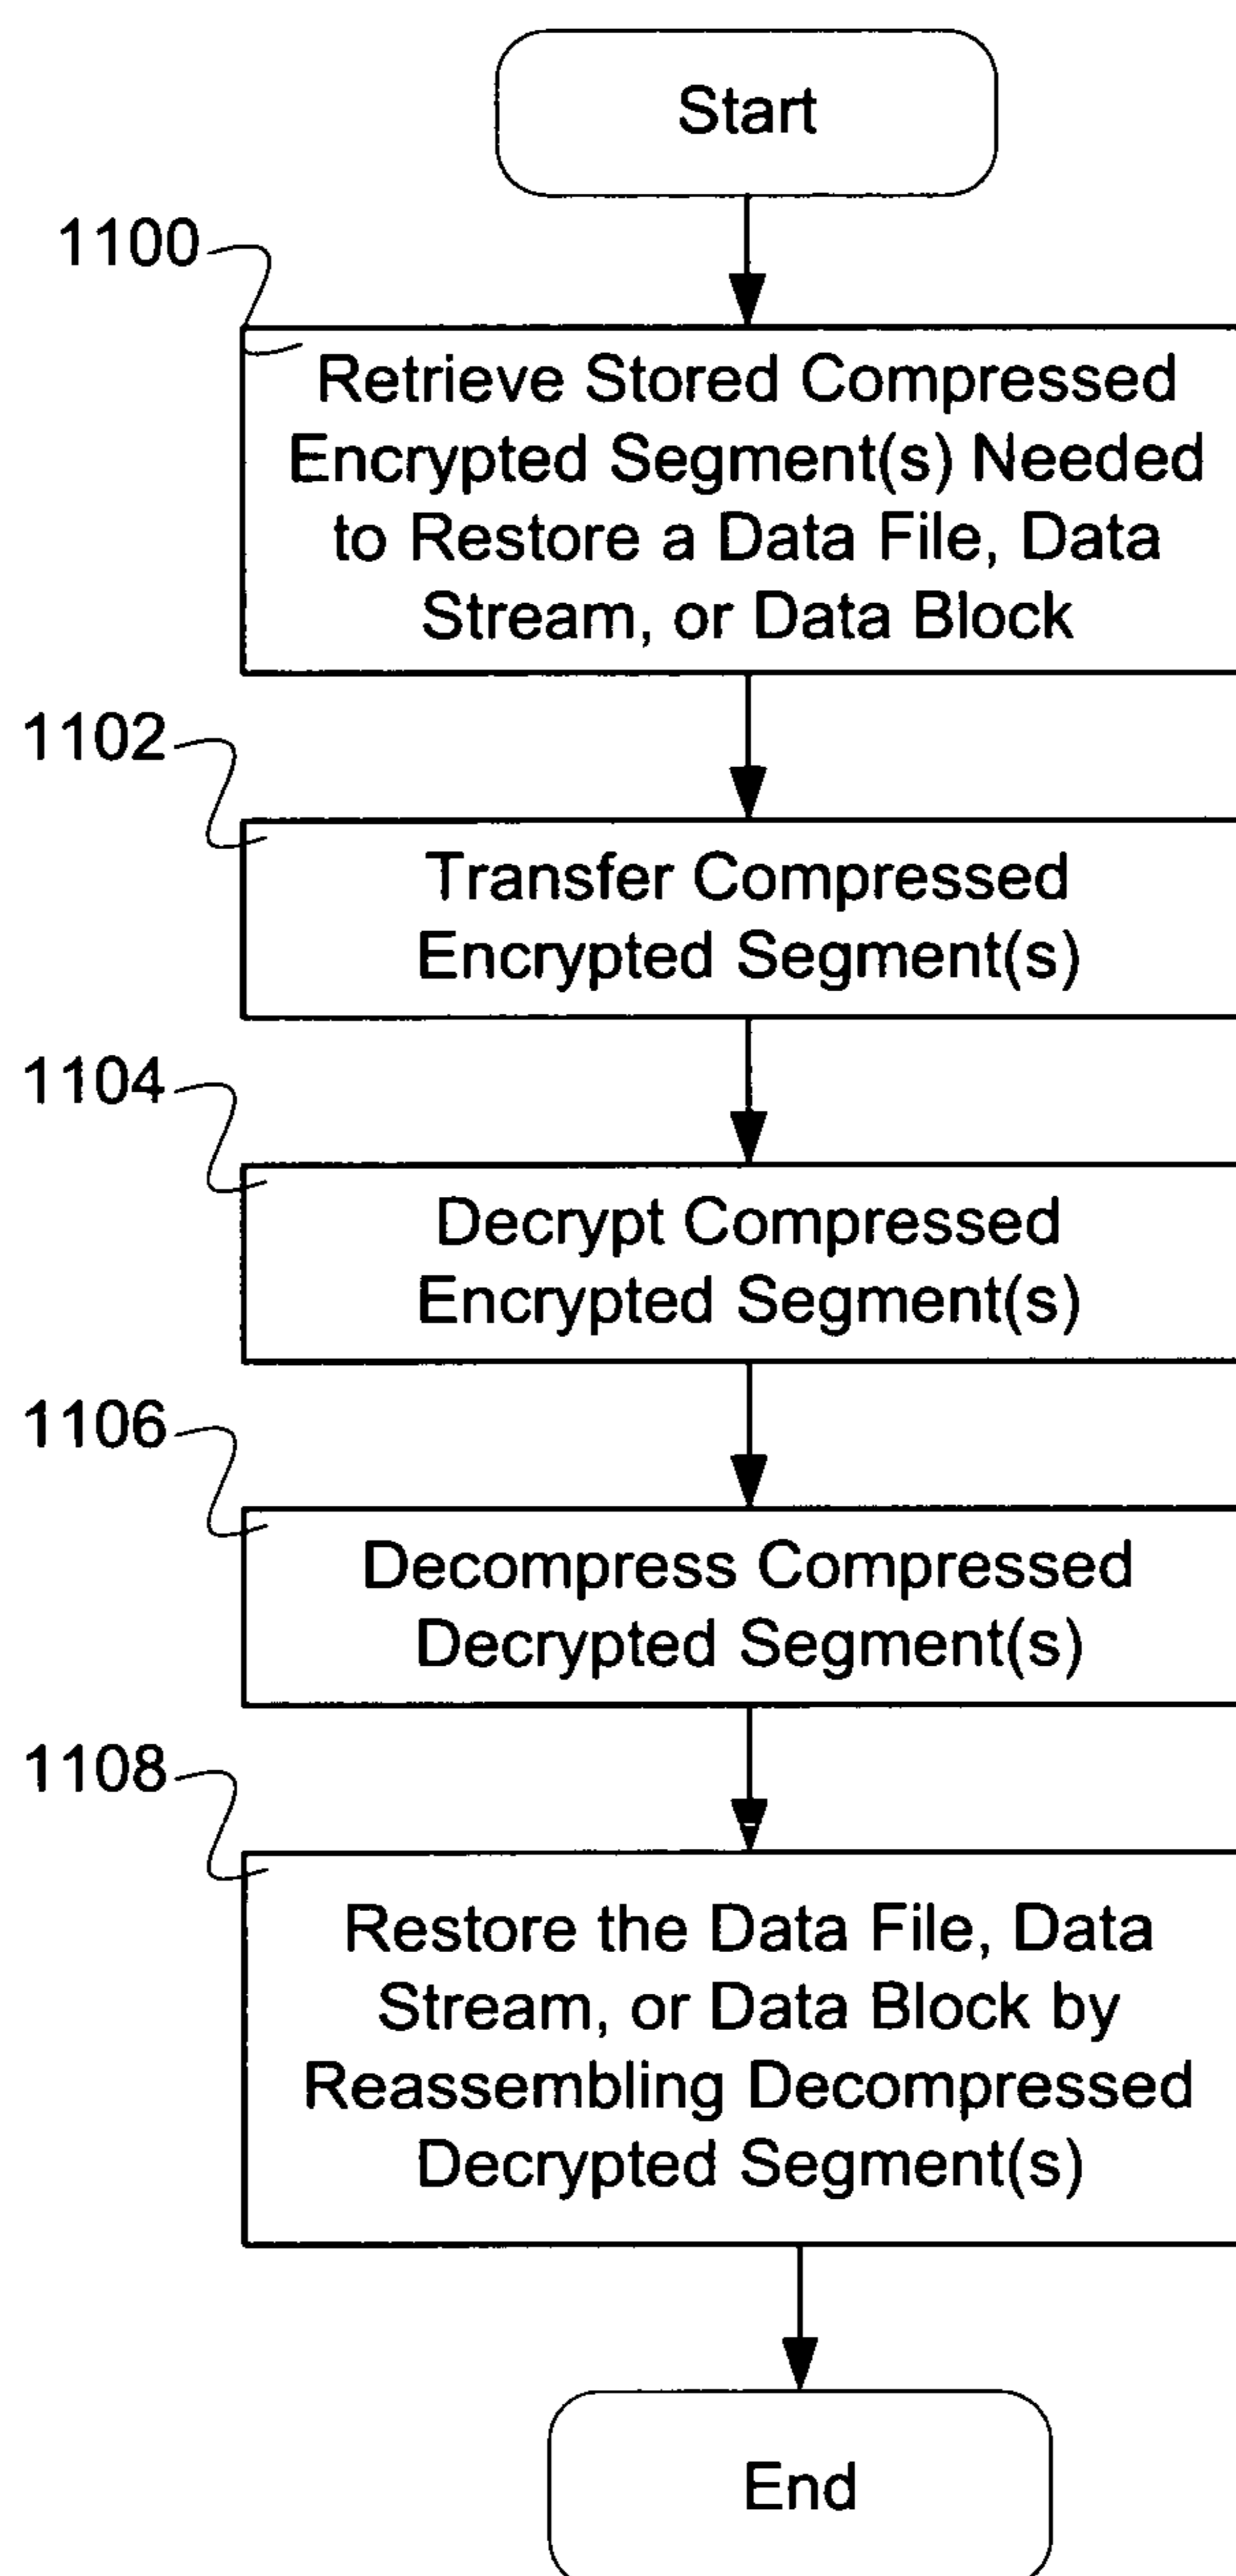 Start
1100
Retrieve Stored Compressed
Encrypted Segment(s) Needed
to Restore a Data File, Data
Stream, or Data Block
1102
Transfer Compressed
Encrypted Segment(s)
1104
Decrypt Compressed
Encrypted Segment(s)
1106
Decompress Compressed
Decrypted Segment(s)
1108
Restore the Data File, Data
Stream, or Data Block by
Reassembling Decompressed
Decrypted Segment(s)
End